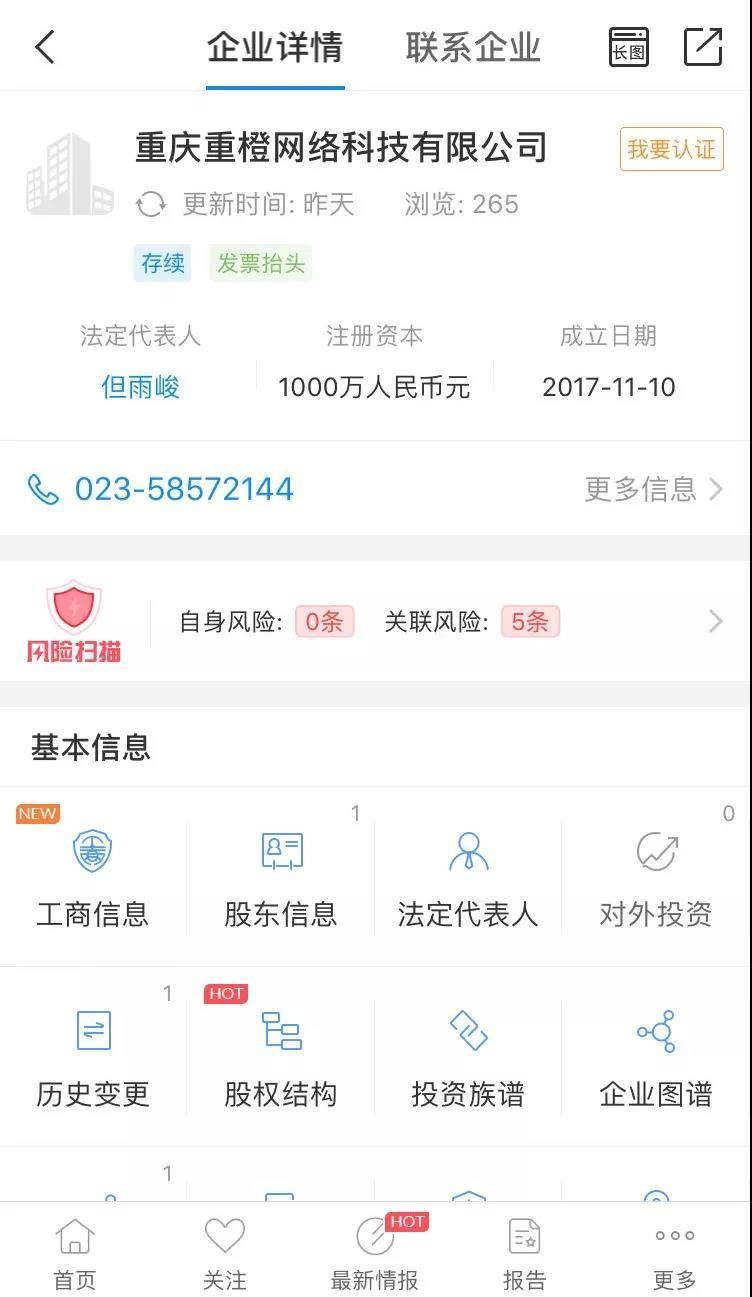 企业详情 联系企业 长图
重庆重橙网络科技有限公司 我要认证
更新时间: 昨天 浏览: 265
存续 发票抬头
法定代表人 注册资本 成立日期
但雨峻 1000万人民币元 2017-11-10
023-58572144 更多信息
自身风险: 0条 关联风险: 5条
风险扫描
基本信息
NEW 1 0
工商信息 股东信息 法定代表人 对外投资
1 HOT
历史变更 股权结构 投资族谱 企业图谱
1
HOT
首页 关注 最新情报 报告 更多